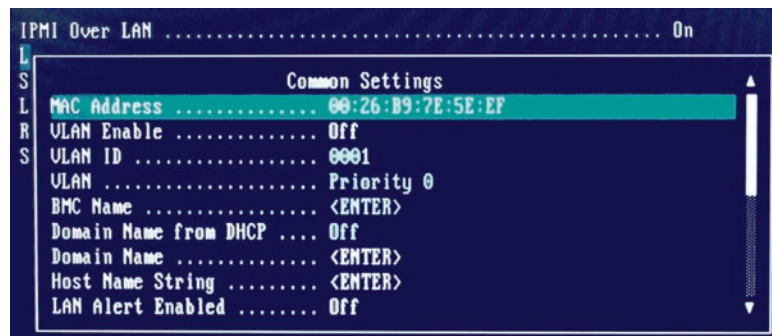 IPMI Over LAN ................................................ On
L
S
L
R
S
Common Settings
MAC Address .............. 00:26:B9:7E:5E:EF
VLAN Enable .............. Off
VLAN ID .................. 0001
VLAN ..................... Priority 0
BMC Name ................. <ENTER>
Domain Name from DHCP .... Off
Domain Name .............. <ENTER>
Host Name String ......... <ENTER>
LAN Alert Enabled ........ Off